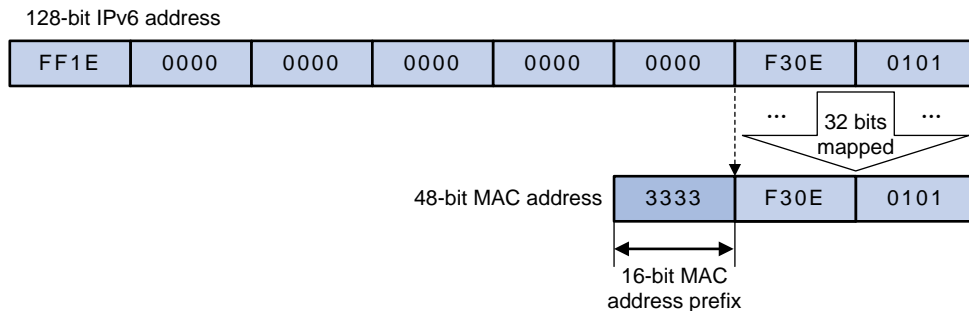 128-bit IPv6 address
FF1E 0000 0000 0000 0000 0000 F30E 0101
... 32 bits ...
mapped
48-bit MAC address 3333 F30E 0101
16-bit MAC
address prefix